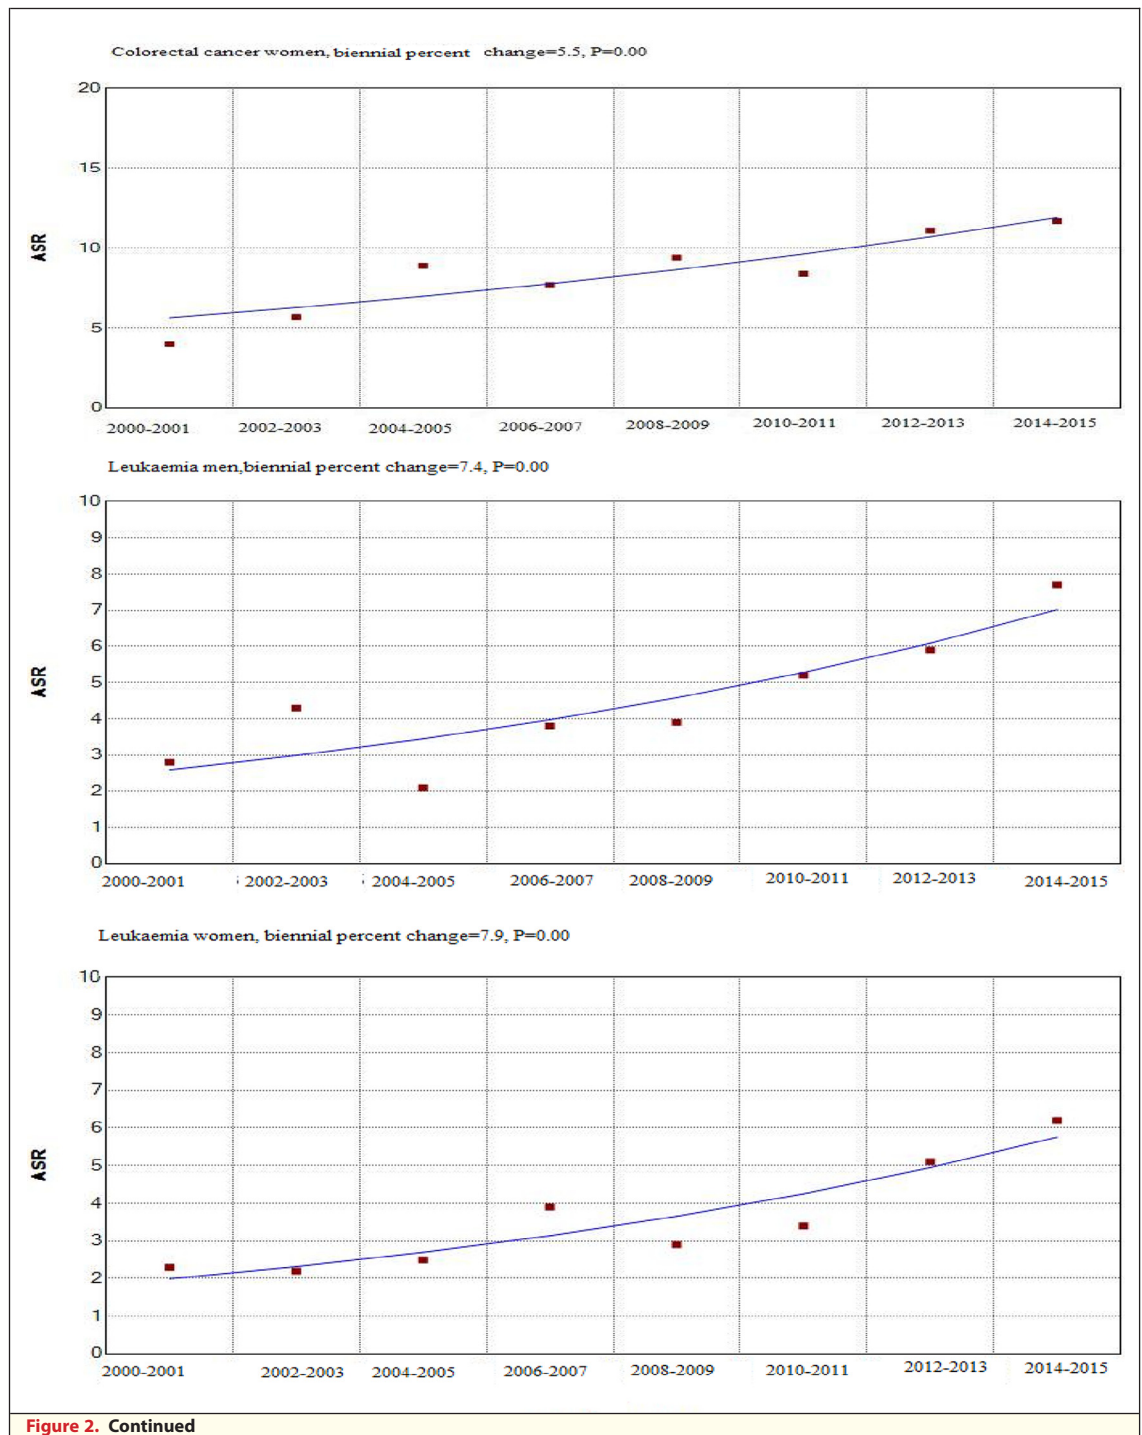 Colorectal cancer women, biennial percent change=5.5, P=0.00
20
15
10
5
0
ASR
2000-2001 2002-2003 2004-2005 2006-2007 2008-2009 2010-2011 2012-2013 2014-2015
Leukaemia men,biennial percent change=7.4, P=0.00
10
9
8
7
6
5
4
3
2
1
0
ASR
2000-2001 2002-2003 2004-2005 2006-2007 2008-2009 2010-2011 2012-2013 2014-2015
Leukaemia women, biennial percent change=7.9, P=0.00
10
9
8
7
6
5
4
3
2
1
0
ASR
2000-2001 2002-2003 2004-2005 2006-2007 2008-2009 2010-2011 2012-2013 2014-2015
Figure 2. Continued